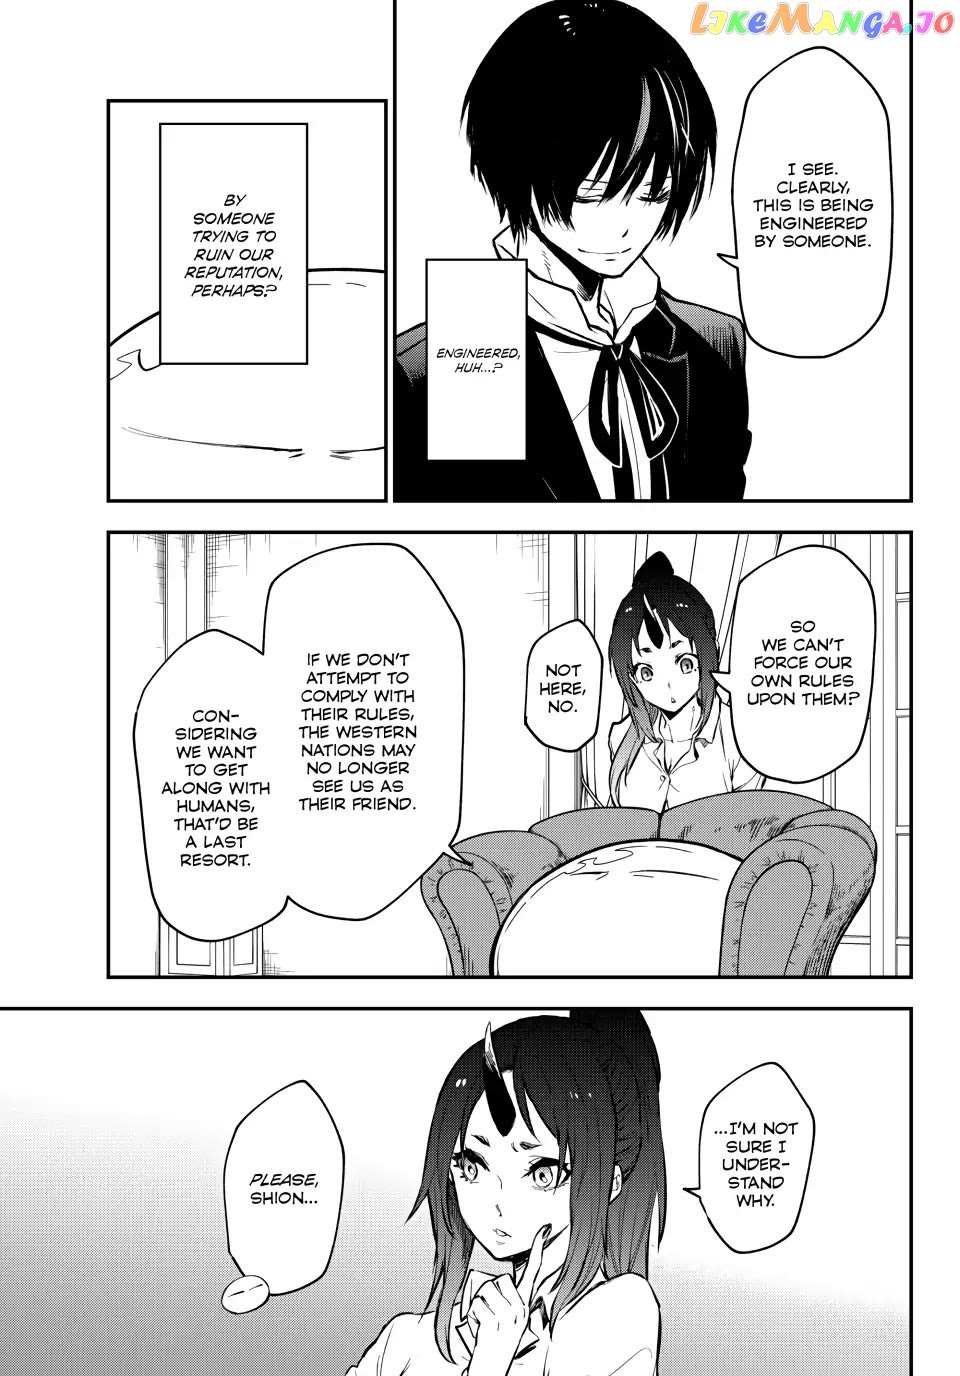 LIKEMANGA.IO
I SEE.
CLEARLY,
THIS IS BEING
ENGINEERED
BY SOMEONE.
ENGINEERED,
HUH...?
BY
SOMEONE
TRYING TO
RUIN OUR
REPUTATION,
PERHAPS?
SO
WE CAN'T
FORCE OUR
OWN RULES
UPON THEM?
NOT
HERE,
NO.
IF WE DON'T
ATTEMPT TO
COMPLY WITH
THEIR RULES,
THE WESTERN
NATIONS MAY
NO LONGER
SEE US AS
THEIR FRIEND.
CON-
SIDERING
WE WANT
TO GET
ALONG WITH
HUMANS,
THAT'D BE
A LAST
RESORT.
...I'M NOT
SURE I
UNDER-
STAND
WHY.
PLEASE,
SHION...